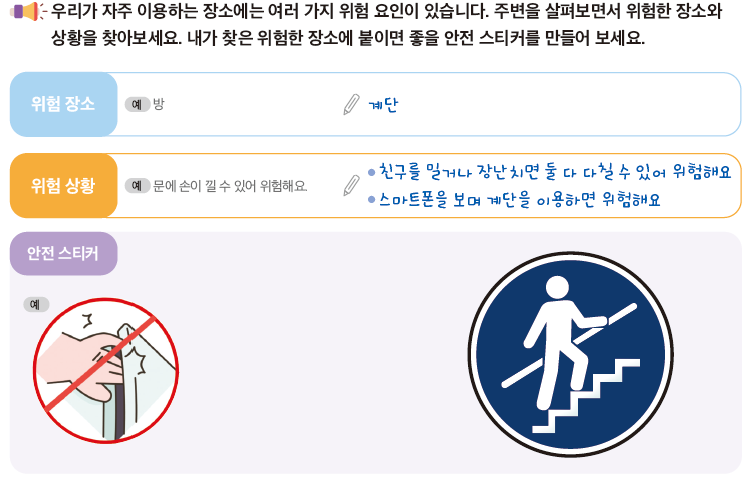 우리가 자주 이용하는 장소에는 여러 가지 위험 요인이 있습니다. 주변을 살펴보면서 위험한 장소와
상황을 찾아보세요. 내가 찾은 위험한 장소에 붙이면 좋을 안전 스티커를 만들어 보세요.
위험 장소 예 방 계단
위험 상황 예 문에 손이 낄 수 있어 위험해요.
• 친구를 밀거나 장난치면 둘 다 다칠 수 있어 위험해요
• 스마트폰을 보며 계단을 이용하면 위험해요
안전 스티커
예